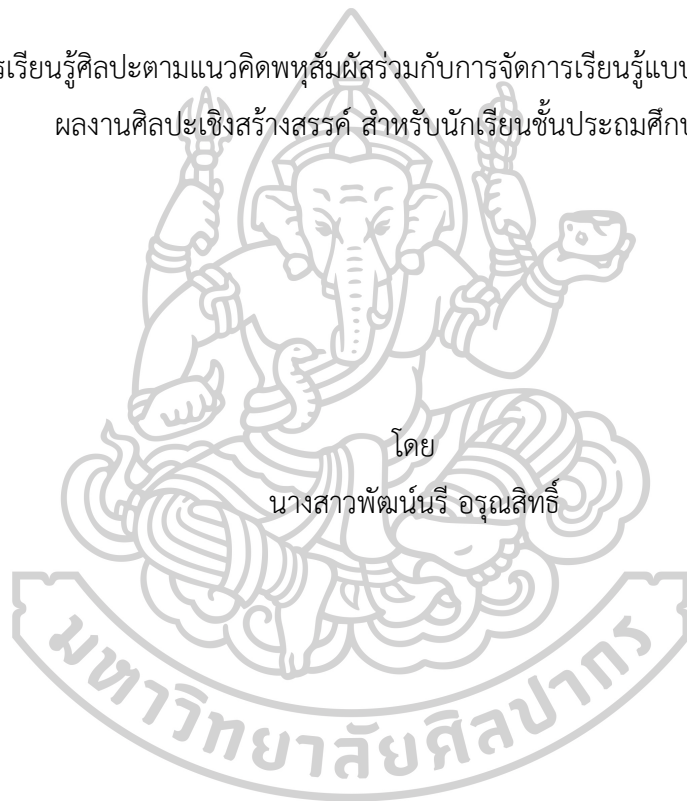 รเรียนรู้ศิลปะตามแนวคิดพหุสัมผัสร่วมกับการจัดการเรียนรู้แบบ
ผลงานศิลปะเชิงสร้างสรรค์ สำหรับนักเรียนชั้นประถมศึกษ
โดย
นางสาวพัฒน์นรี อรุณสิทธิ์
มหาวิทยาลัยศิลปากร